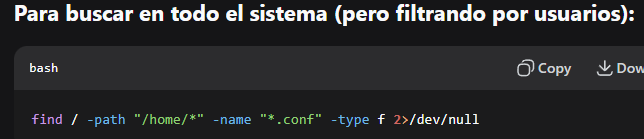 Para buscar en todo el sistema (pero filtrando por usuarios):
bash Copy Dow
find / -path "/home/*" -name "*.conf" -type f 2>/dev/null